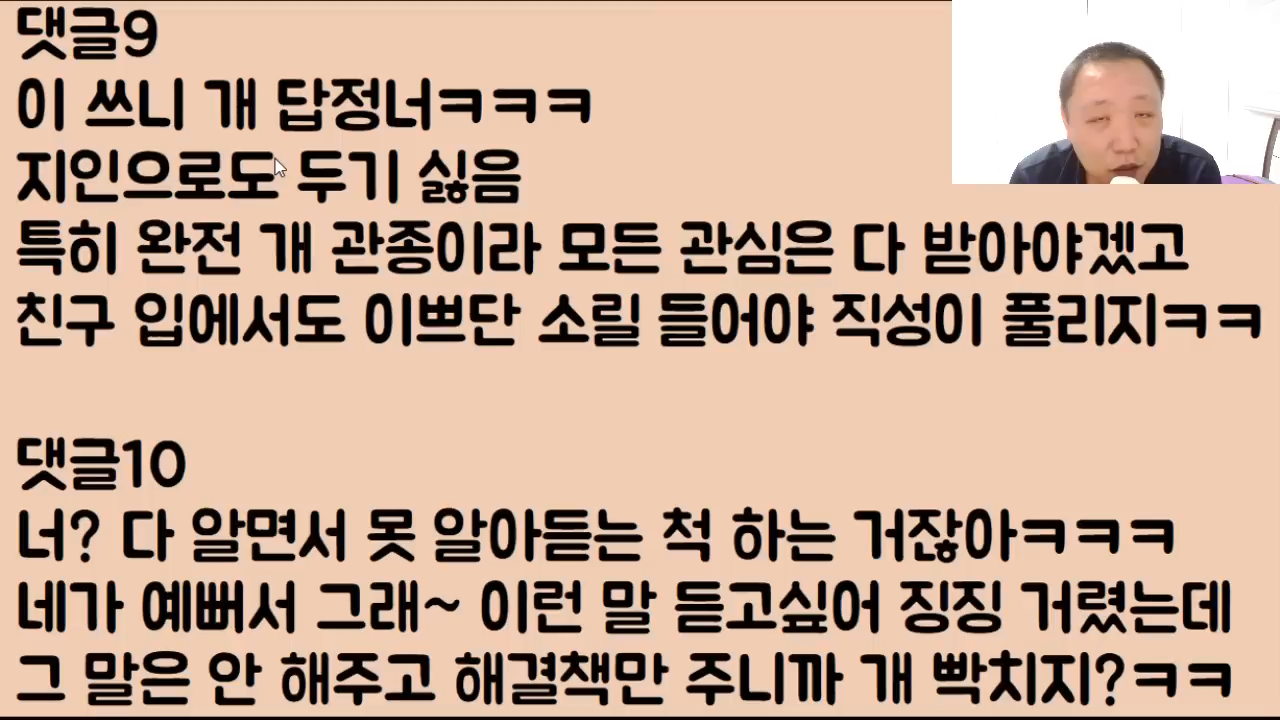 댓글9
이 쓰니 개 답정너ㅋㅋㅋ
지인으로도 두기 싫음
특히 완전 개 관종이라 모든 관심은 다 받아야겠고
친구 입에서도 이쁘단 소릴 들어야 직성이 풀리지ㅋㅋ
댓글10
너? 다 알면서 못 알아듣는 척 하는 거잖아ㅋㅋㅋ
네가 예뻐서 그래~ 이런 말 듣고싶어 징징 거렸는데
그 말은 안 해주고 해결책만 주니까 개 빡치지?ㅋㅋ